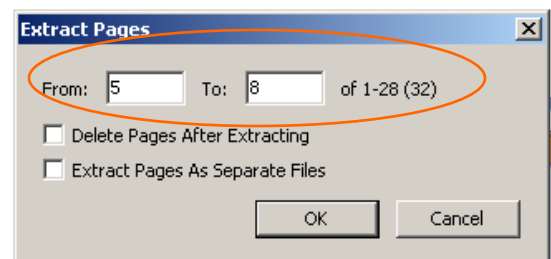 Extract Pages
From: 5 To: 8 of 1-28 (32)
Delete Pages After Extracting
Extract Pages As Separate Files
OK Cancel